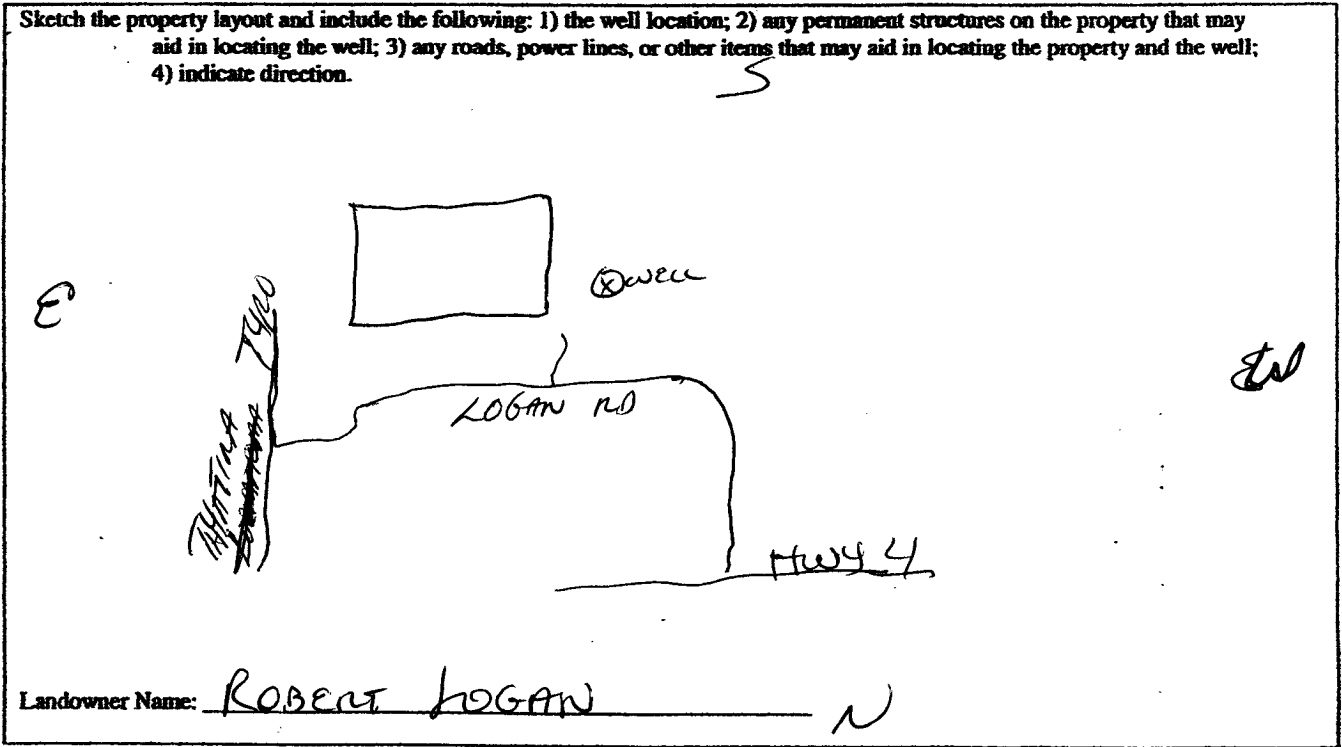 Sketch the property layout and include the following: 1) the well location; 2) any permanent structures on the property that may
aid in locating the well; 3) any roads, power lines, or other items that may aid in locating the property and the well;
4) indicate direction.
S
E
⊗ WELL
W
LOGAN RD
HWY 4
Landowner Name: ROBERT LOGAN
N